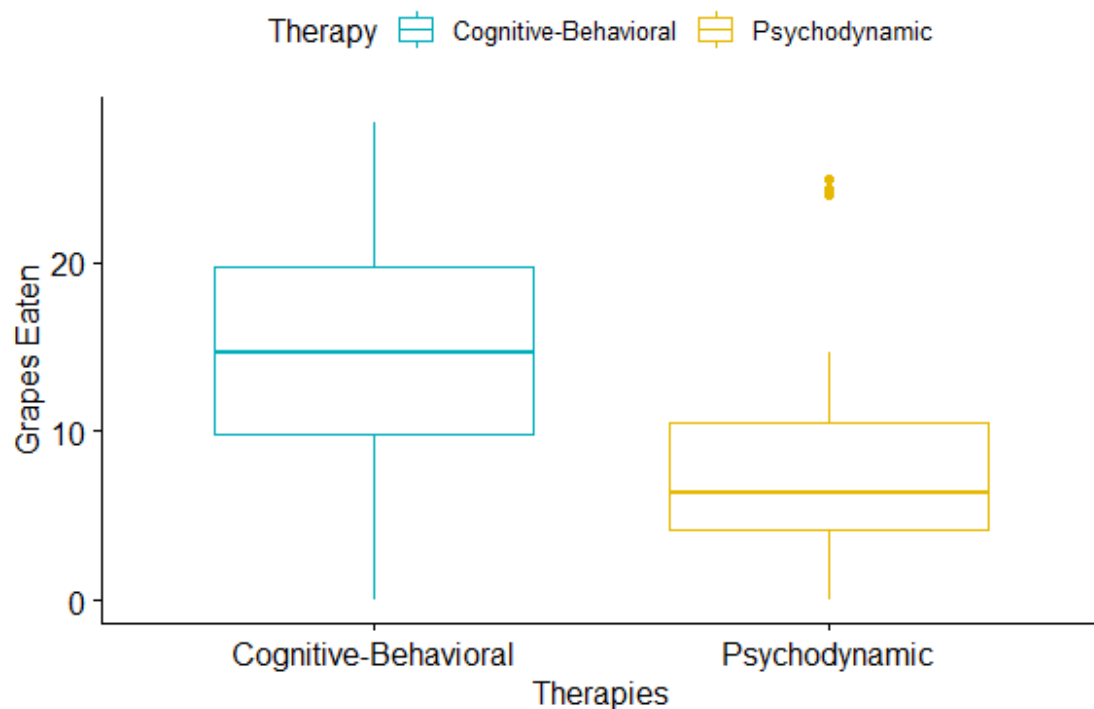 Therapy Cognitive-Behavioral Psychodynamic
Grapes Eaten
20
10
0
Cognitive-Behavioral Psychodynamic
Therapies